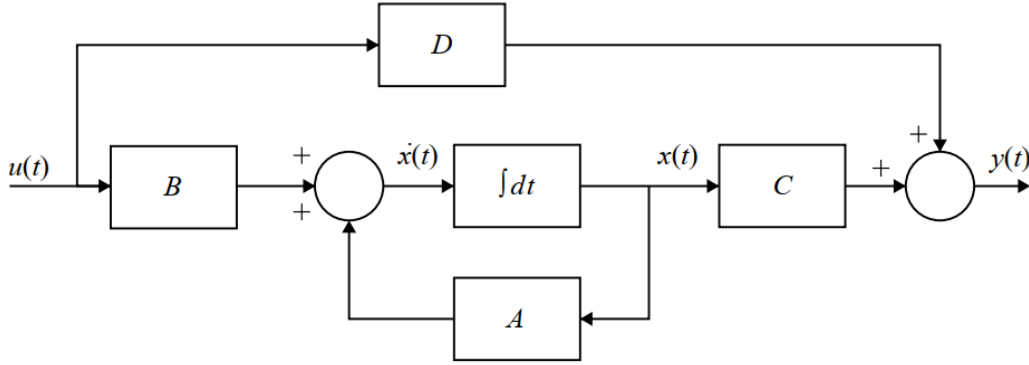 D
+
u(t)
B
+
+
ẋ(t)
∫dt
x(t)
C
+
y(t)
A